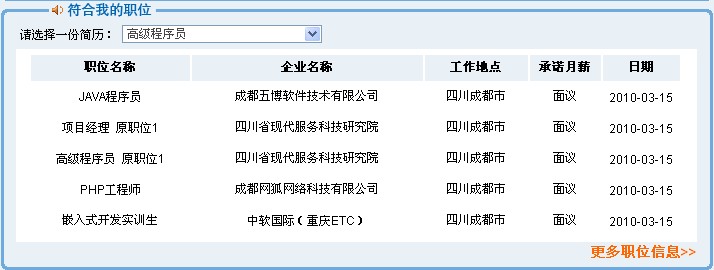 符合我的职位
请选择一份简历： 高级程序员
职位名称 企业名称 工作地点 承诺月薪 日期
JAVA程序员 成都五博软件技术有限公司 四川成都市 面议 2010-03-15
项目经理 原职位1 四川省现代服务科技研究院 四川成都市 面议 2010-03-15
高级程序员 原职位1 四川省现代服务科技研究院 四川成都市 面议 2010-03-15
PHP工程师 成都网狐网络科技有限公司 四川成都市 面议 2010-03-15
嵌入式开发实训生 中软国际（重庆ETC） 四川成都市 面议 2010-03-15
更多职位信息>>